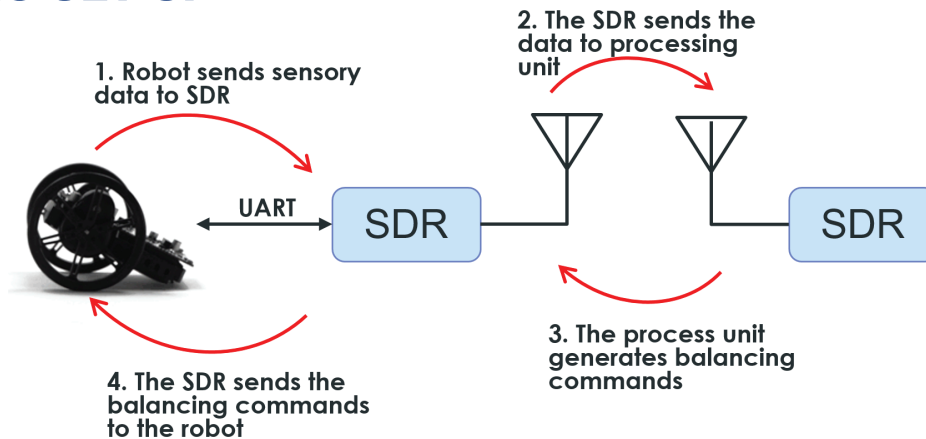 1. Robot sends sensory
data to SDR
2. The SDR sends the
data to processing
unit
UART
SDR
SDR
3. The process unit
generates balancing
commands
4. The SDR sends the
balancing commands
to the robot